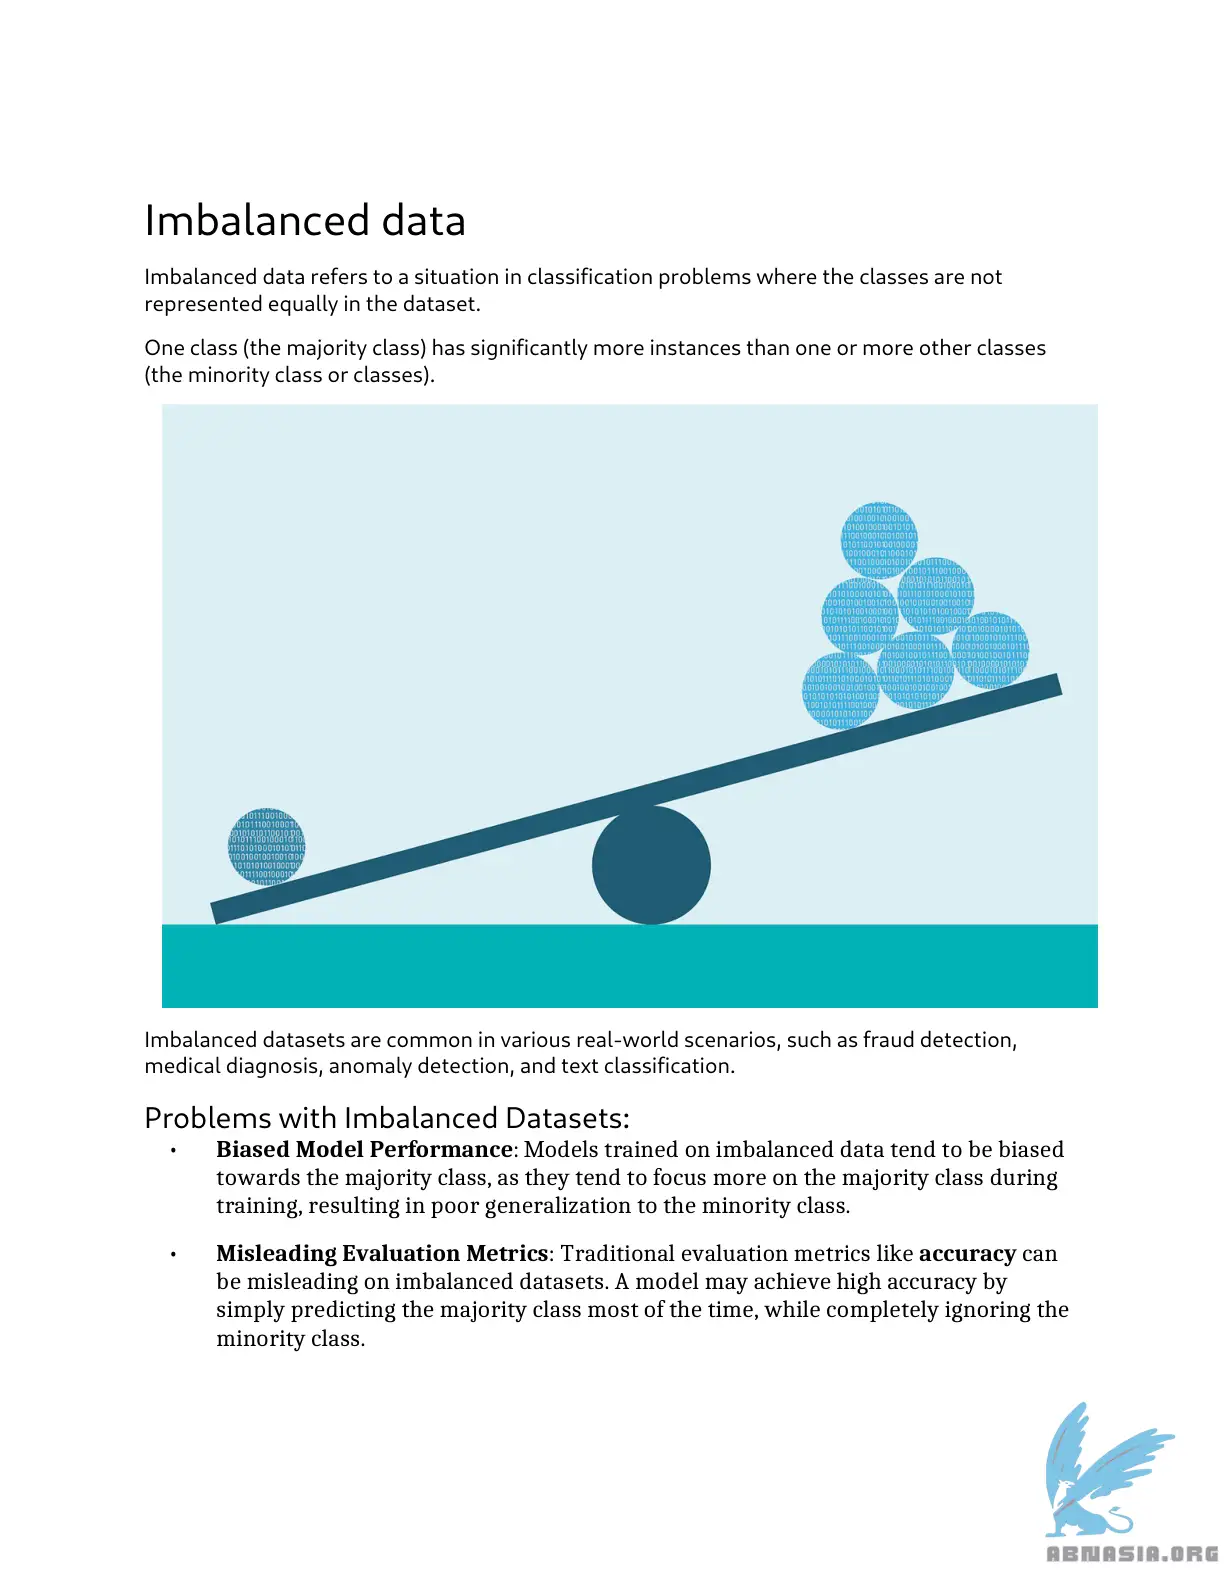 Imbalanced data
Imbalanced data refers to a situation in classification problems where the classes are not
represented equally in the dataset.
One class (the majority class) has significantly more instances than one or more other classes
(the minority class or classes).
Imbalanced datasets are common in various real-world scenarios, such as fraud detection,
medical diagnosis, anomaly detection, and text classification.
Problems with Imbalanced Datasets:
• Biased Model Performance: Models trained on imbalanced data tend to be biased
towards the majority class, as they tend to focus more on the majority class during
training, resulting in poor generalization to the minority class.
• Misleading Evaluation Metrics: Traditional evaluation metrics like accuracy can
be misleading on imbalanced datasets. A model may achieve high accuracy by
simply predicting the majority class most of the time, while completely ignoring the
minority class.
ABNASIA.ORG